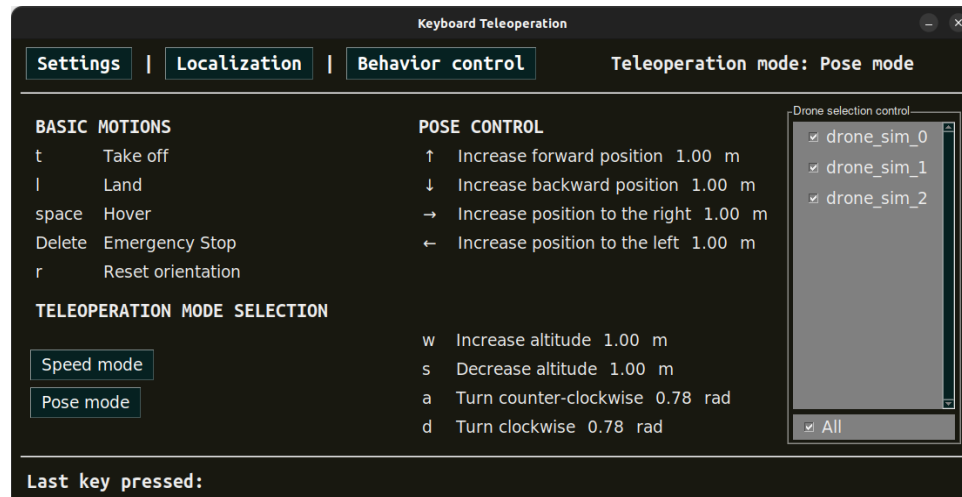 Keyboard Teleoperation
Settings | Localization | Behavior control Teleoperation mode: Pose mode
BASIC MOTIONS
t Take off
l Land
space Hover
Delete Emergency Stop
r Reset orientation
TELEOPERATION MODE SELECTION
Speed mode
Pose mode
POSE CONTROL
↑ Increase forward position 1.00 m
↓ Increase backward position 1.00 m
→ Increase position to the right 1.00 m
← Increase position to the left 1.00 m
w Increase altitude 1.00 m
s Decrease altitude 1.00 m
a Turn counter-clockwise 0.78 rad
d Turn clockwise 0.78 rad
Drone selection control
drone_sim_0
drone_sim_1
drone_sim_2
All
Last key pressed: